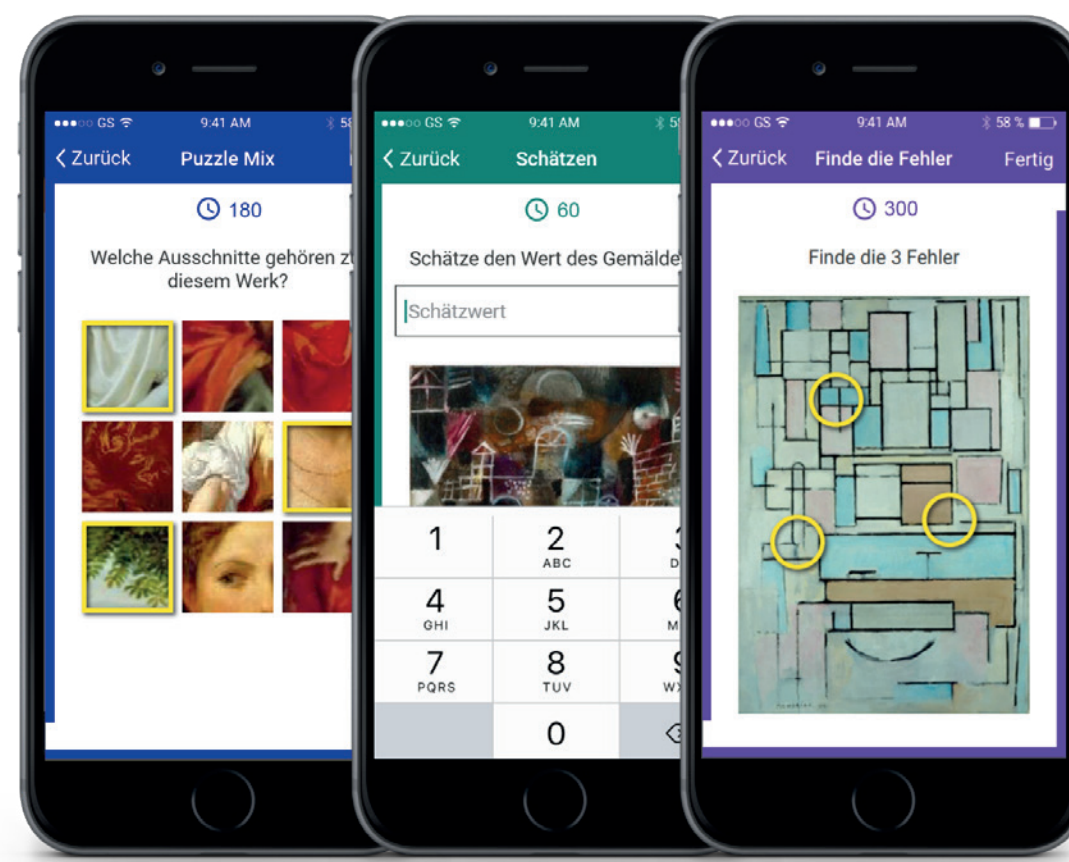 GS 9:41 AM
Zurück Puzzle Mix
180
Welche Ausschnitte gehören
diesem Werk?
GS 9:41 AM
Zurück Schätzen
60
Schätze den Wert des Gemälde
Schätzwert
1 2
ABC
4 5
GHI JKL
7 8
PQRS TUV
0
GS 9:41 AM 58 %
Zurück Finde die Fehler Fertig
300
Finde die 3 Fehler